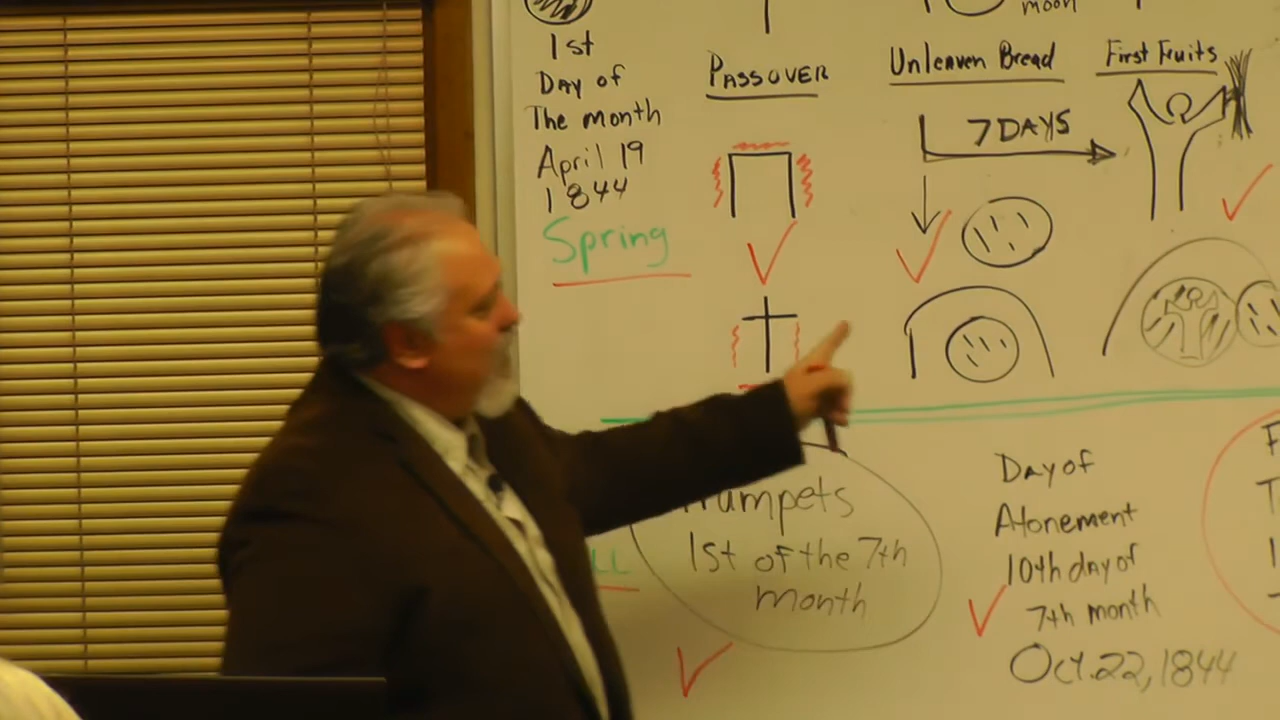 moon
1st
Day of
The month
April 19
1844
Spring
PASSOVER
Unleaven Bread
First Fruits
7 DAYS
1st of the 7th
month
Day of
Atonement
10th day of
7th month
Oct. 22, 1844